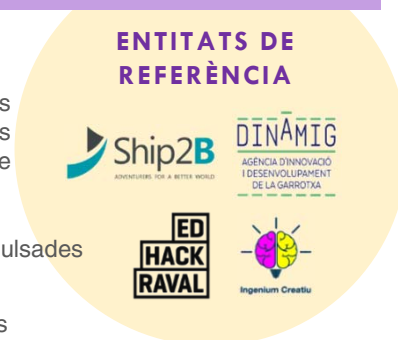 ENTITATS DE
REFERÈNCIA
s
s
e
Ship2B
ADVENTURERS FOR A BETTER WORLD
DINÀMIG
AGÈNCIA D'INNOVACIÓ
I DESENVOLUPAMENT
DE LA GARROTXA
ulsades
ED
HACK
RAVAL
Ingenium Creatiu
s